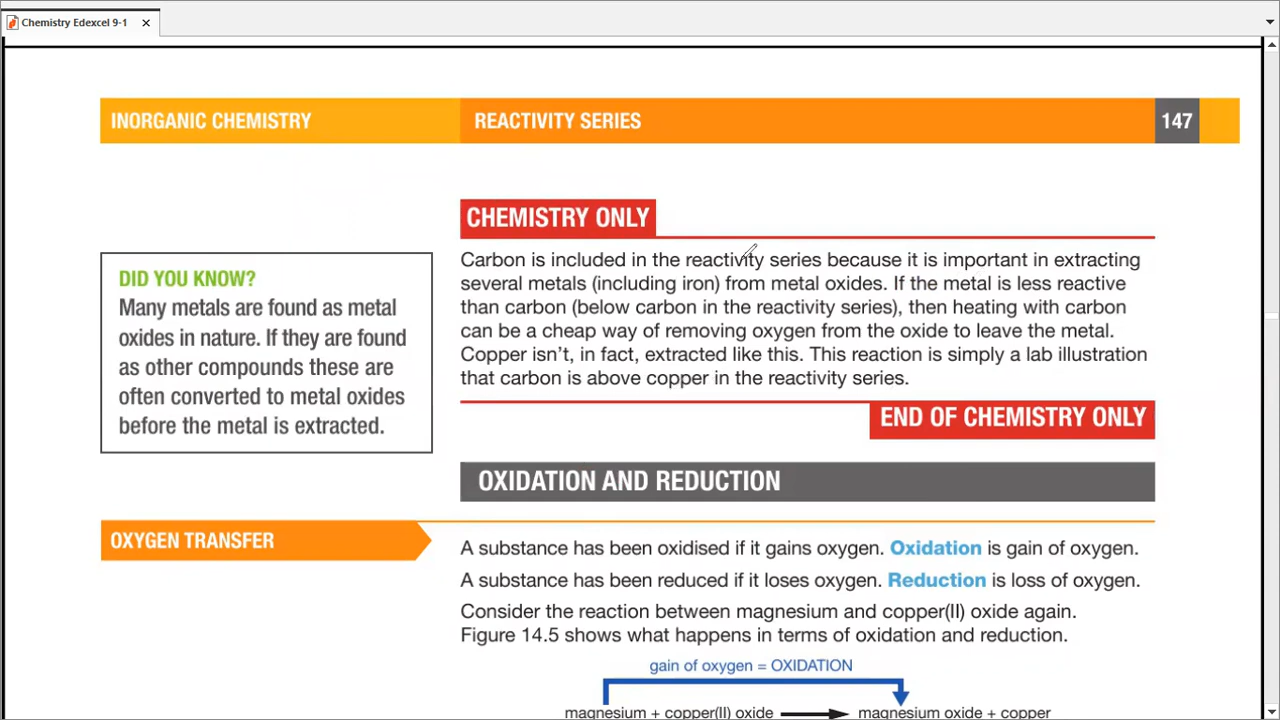 Chemistry Edexcel 9-1
INORGANIC CHEMISTRY
REACTIVITY SERIES
147
CHEMISTRY ONLY
Carbon is included in the reactivity series because it is important in extracting
several metals (including iron) from metal oxides. If the metal is less reactive
than carbon (below carbon in the reactivity series), then heating with carbon
can be a cheap way of removing oxygen from the oxide to leave the metal.
Copper isn't, in fact, extracted like this. This reaction is simply a lab illustration
that carbon is above copper in the reactivity series.
END OF CHEMISTRY ONLY
DID YOU KNOW?
Many metals are found as metal
oxides in nature. If they are found
as other compounds these are
often converted to metal oxides
before the metal is extracted.
OXIDATION AND REDUCTION
OXYGEN TRANSFER
A substance has been oxidised if it gains oxygen. Oxidation is gain of oxygen.
A substance has been reduced if it loses oxygen. Reduction is loss of oxygen.
Consider the reaction between magnesium and copper(II) oxide again.
Figure 14.5 shows what happens in terms of oxidation and reduction.
gain of oxygen = OXIDATION
magnesium + copper(II) oxide
magnesium oxide + copper